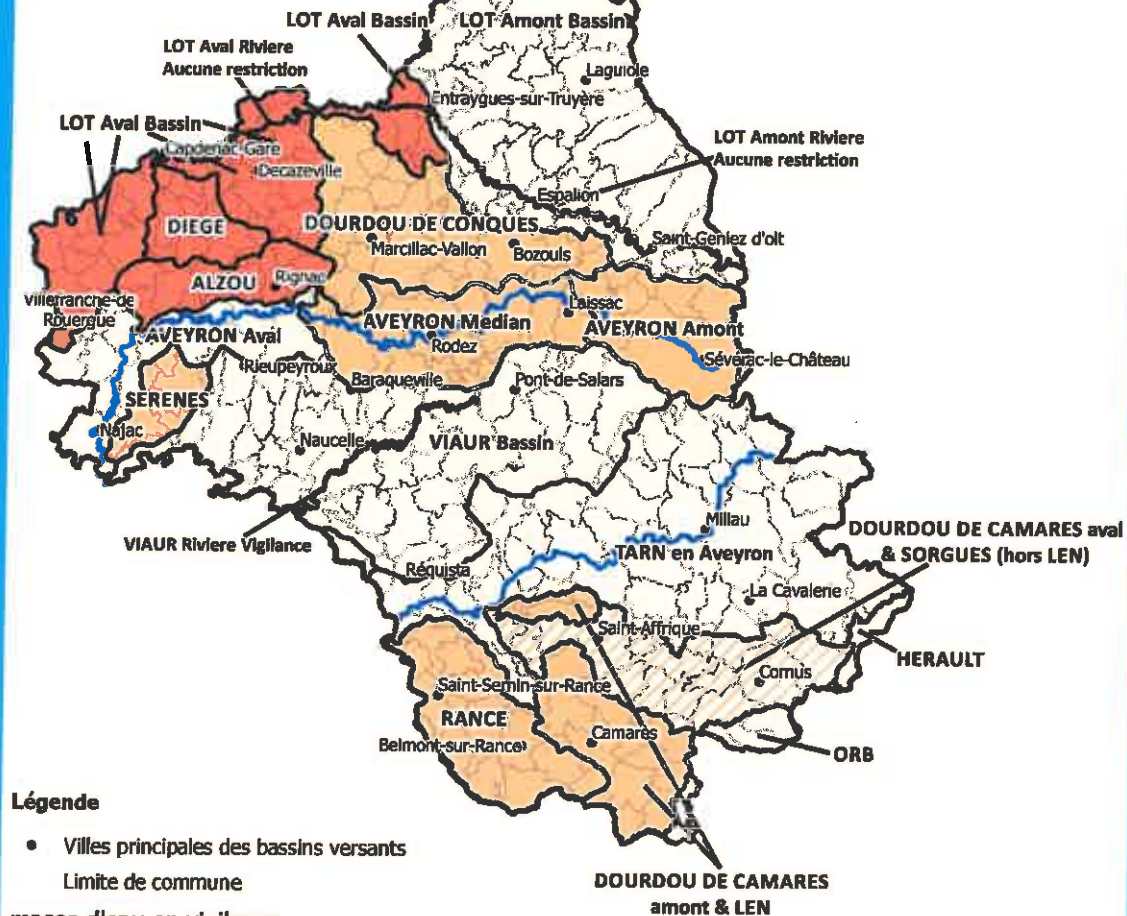 LOT Aval Bassin
LOT Amont Bassin
LOT Aval Riviere
Aucune restriction
Laguiole
Entraygues-sur-Truyère
LOT Aval Bassin
Capdenac-Gare
Decazeville
LOT Amont Riviere
Aucune restriction
Espalion
DIEGE
DOURDOU DE CONQUES
Marcillac-Vallon
Bozouls
Saint-Geniez d'olt
ALZOU
Rignac
Villefranche-de
Rouergue
Laissac
AVEYRON Aval
AVEYRON Median
AVEYRON Amont
Rodez
Séverac-le-Château
Rieupeyroux
Baraqueville
Pont-de-Salars
SERENES
Najac
Naucelle
VIAUR Bassin
Millau
VIAUR Riviere Vigilance
TARN en Aveyron
DOURDOU DE CAMARES aval
& SORGUES (hors LEN)
Réquista
La Cavalerie
Saint-Affrique
HERAULT
Cornus
Saint-Sernin-sur-Rance
RANCE
Camarès
Belmont-sur-Rance
ORB
Légende
Villes principales des bassins versants
Limite de commune
DOURDOU DE CAMARES
amont & LEN